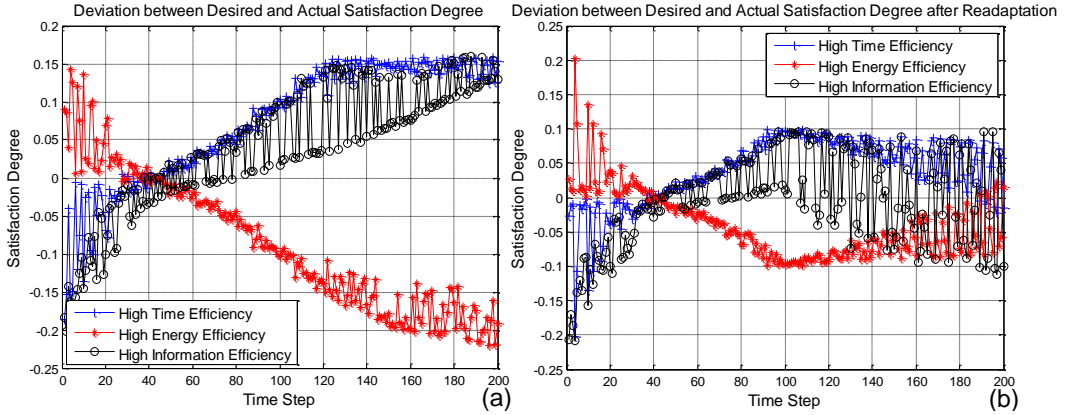 Deviation between Desired and Actual Satisfaction Degree
0.2
0.15
0.1
0.05
0
-0.05
-0.1
-0.15
-0.2
-0.25
Satisfaction Degree
High Time Efficiency
High Energy Efficiency
High Information Efficiency
0 20 40 60 80 100 120 140 160 180 200
Time Step
(a)
Deviation between Desired and Actual Satisfaction Degree after Readaptation
0.25
0.2
0.15
0.1
0.05
0
-0.05
-0.1
-0.15
-0.2
-0.25
Satisfaction Degree
High Time Efficiency
High Energy Efficiency
High Information Efficiency
0 20 40 60 80 100 120 140 160 180 200
Time Step
(b)